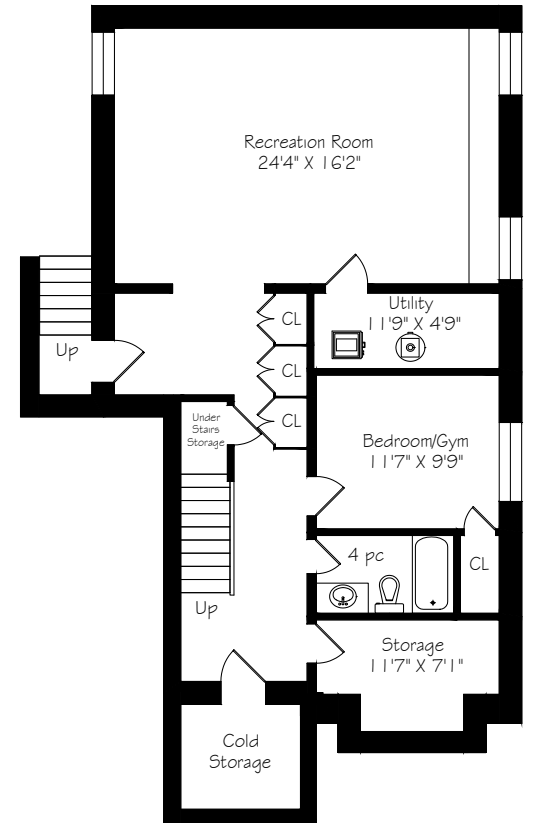 Recreation Room
24'4" X 16'2"
Utility
11'9" X 4'9"
CL
Up
CL
Under
Stairs
Storage
CL
Bedroom/Gym
11'7" X 9'9"
4 pc
CL
Up
Storage
11'7" X 7'1"
Cold
Storage